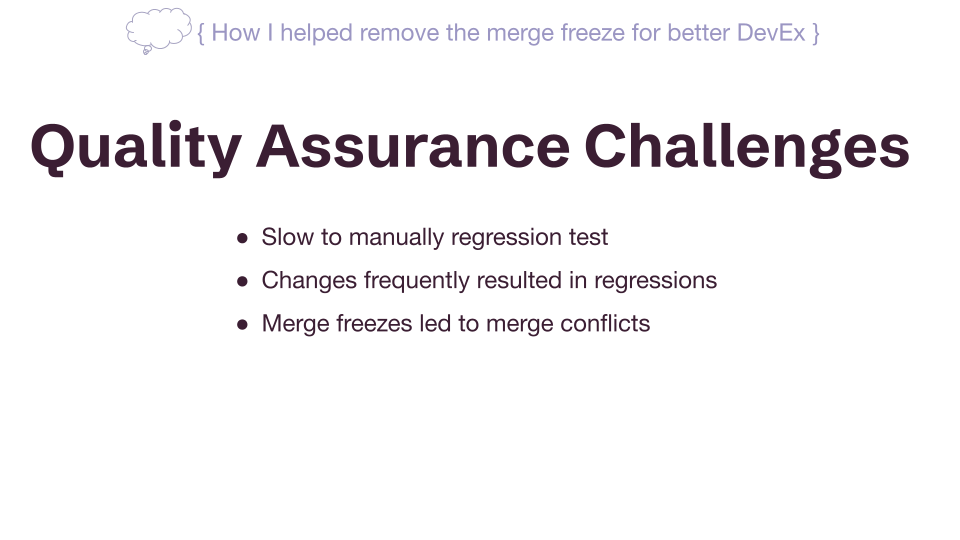 { How I helped remove the merge freeze for better DevEx }
Quality Assurance Challenges
● Slow to manually regression test
● Changes frequently resulted in regressions
● Merge freezes led to merge conflicts